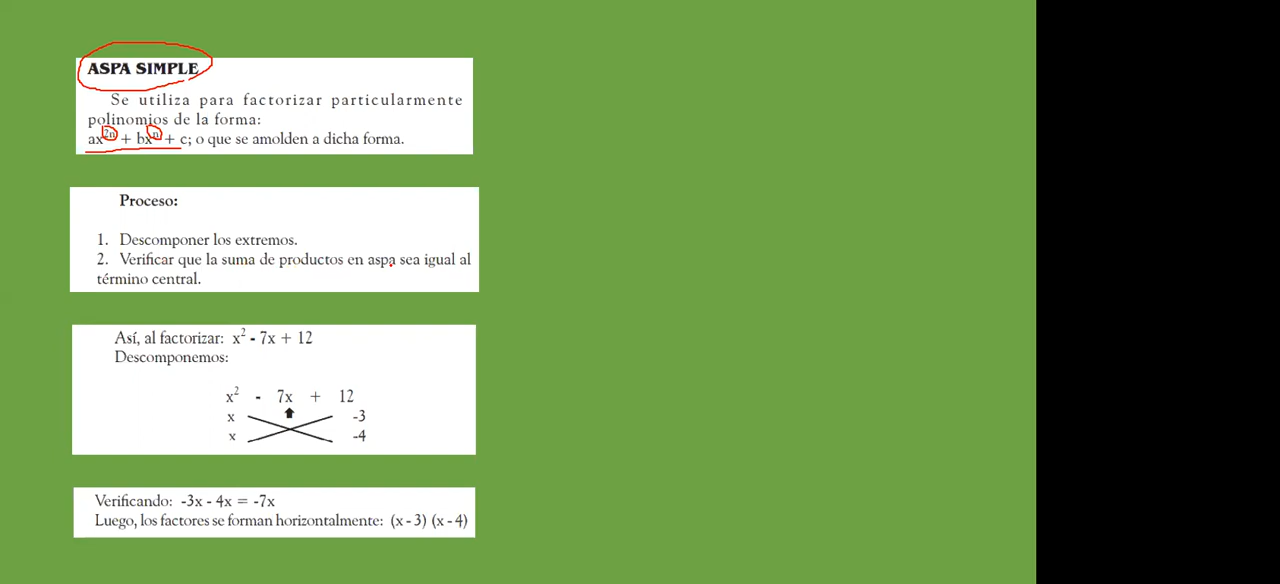 ASPA SIMPLE
Se utiliza para factorizar particularmente
polinomios de la forma:
ax²ⁿ + bxⁿ + c; o que se amolden a dicha forma.
Proceso:
1. Descomponer los extremos.
2. Verificar que la suma de productos en aspa sea igual al
término central.
Así, al factorizar: x² - 7x + 12
Descomponemos:
x² - 7x + 12
x -3
x -4
Verificando: -3x - 4x = -7x
Luego, los factores se forman horizontalmente: (x - 3) (x - 4)